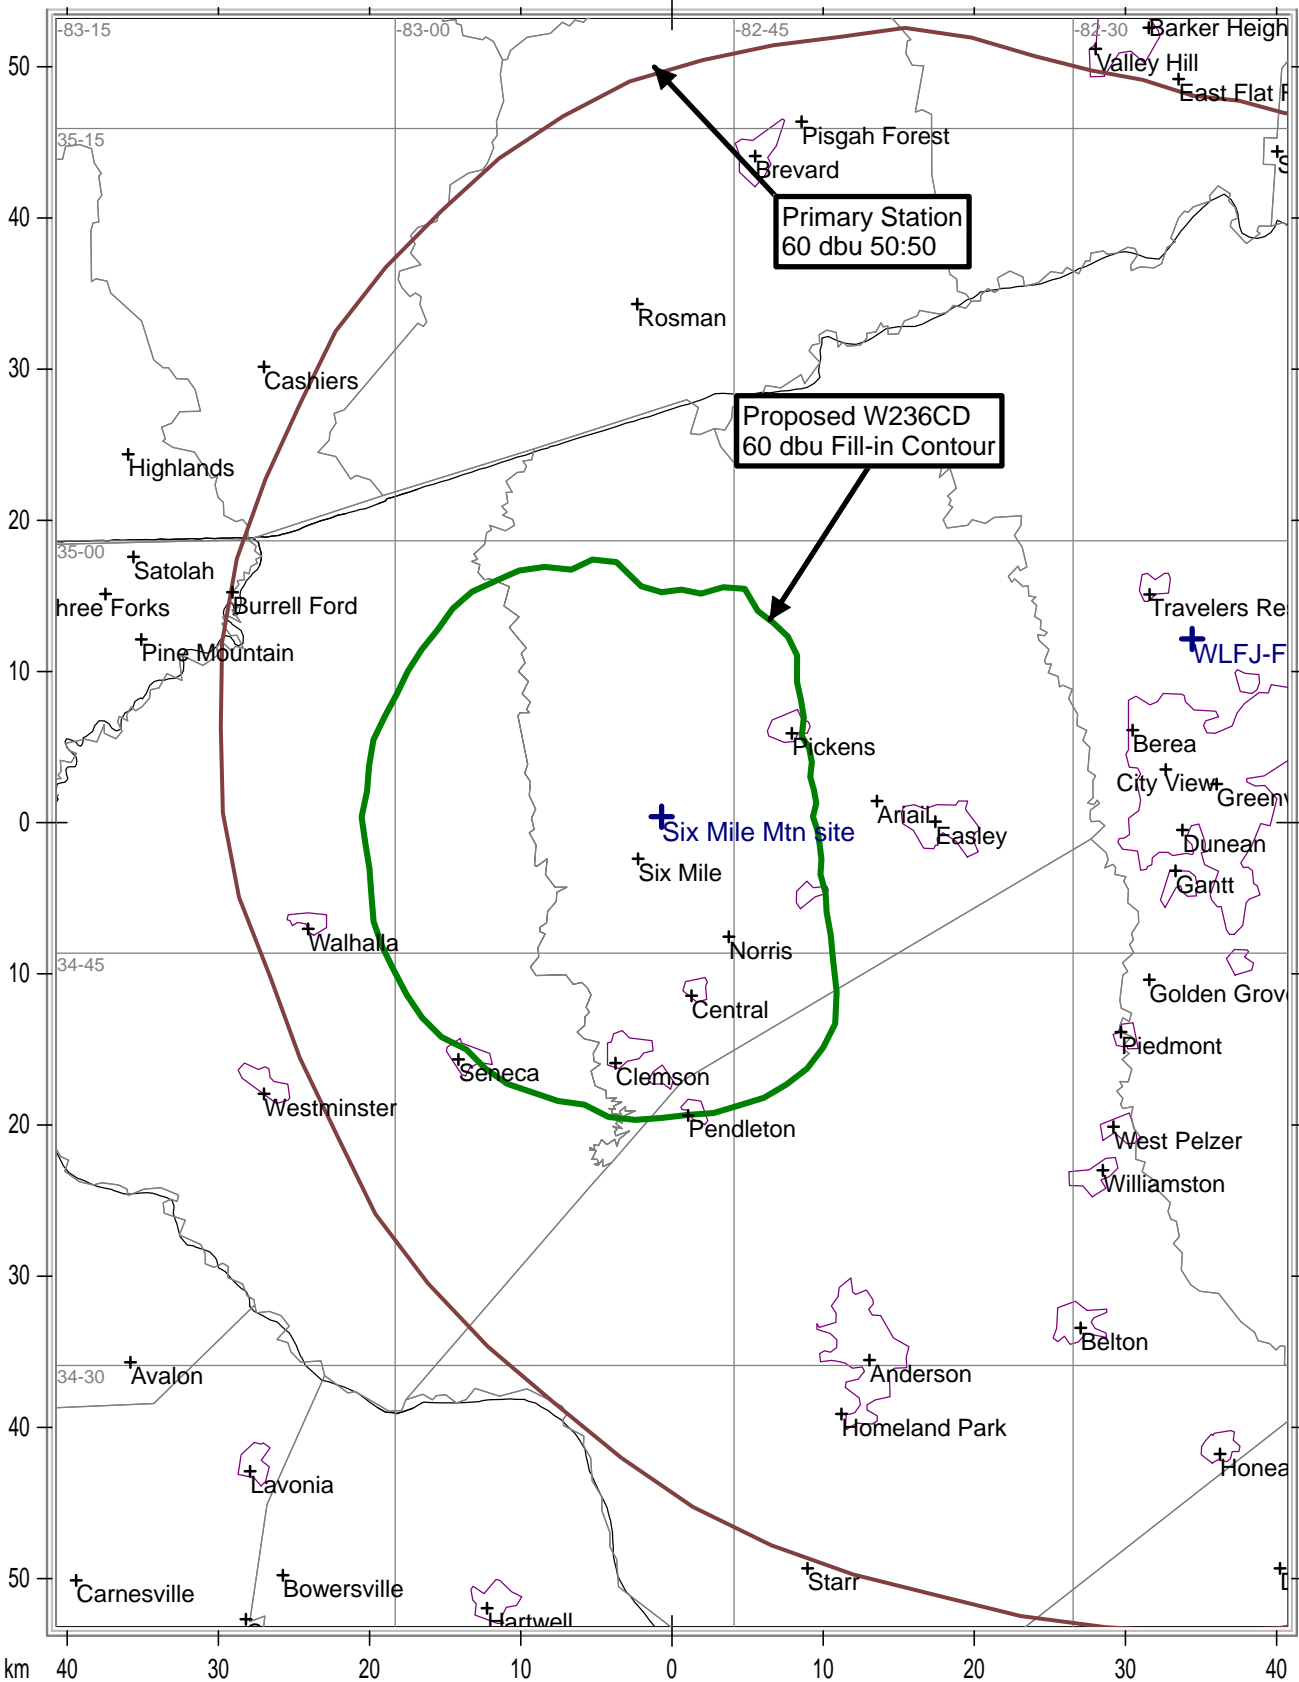 -83-15
-83-00
-82-45
-82-30
Barker Heigh
Valley Hill
50
East Flat
35-15
Pisgah Forest
Brevard
Primary Station
60 dbu 50:50
40
Rosman
30
Cashiers
Proposed W236CD
60 dbu Fill-in Contour
Highlands
20
35-00
Satolah
hree Forks
Burrell Ford
Travelers Re
Pine Mountain
WLFJ-F
10
Pickens
Berea
City View
Greenv
Ariail
Easley
0
Six Mile Mtn site
Dunean
Six Mile
Gantt
Walhalla
Norris
34-45
10
Central
Golden Grov
Piedmont
Seneca
Clemson
Westminster
20
Pendleton
West Pelzer
Williamston
30
Belton
34-30
Avalon
Anderson
40
Homeland Park
Honea
Lavonia
50
Carnesville
Bowersville
Starr
Hartwell
km 40 30 20 10 0 10 20 30 40